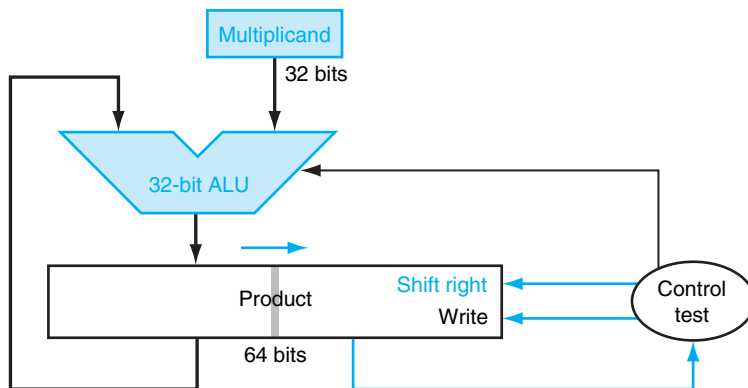 Multiplicand
32 bits
32-bit ALU
Product
Shift right
Write
64 bits
Control
test